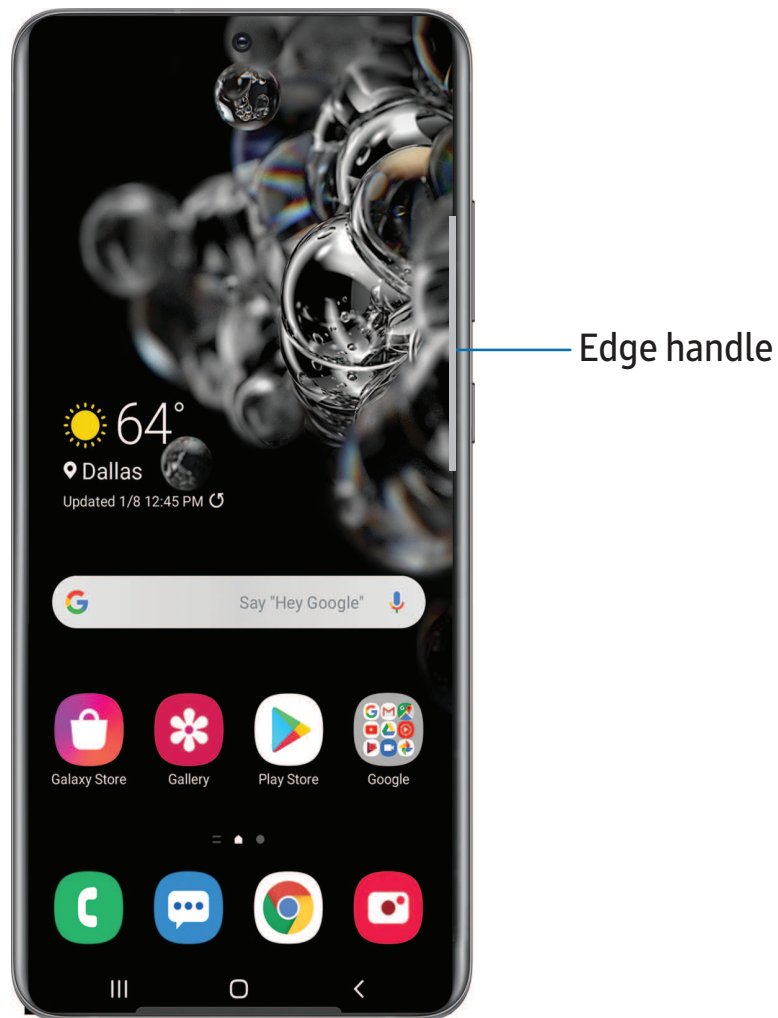 Edge handle
64°
Dallas
Updated 1/8 12:45 PM
Say "Hey Google"
Galaxy Store Gallery Play Store Google